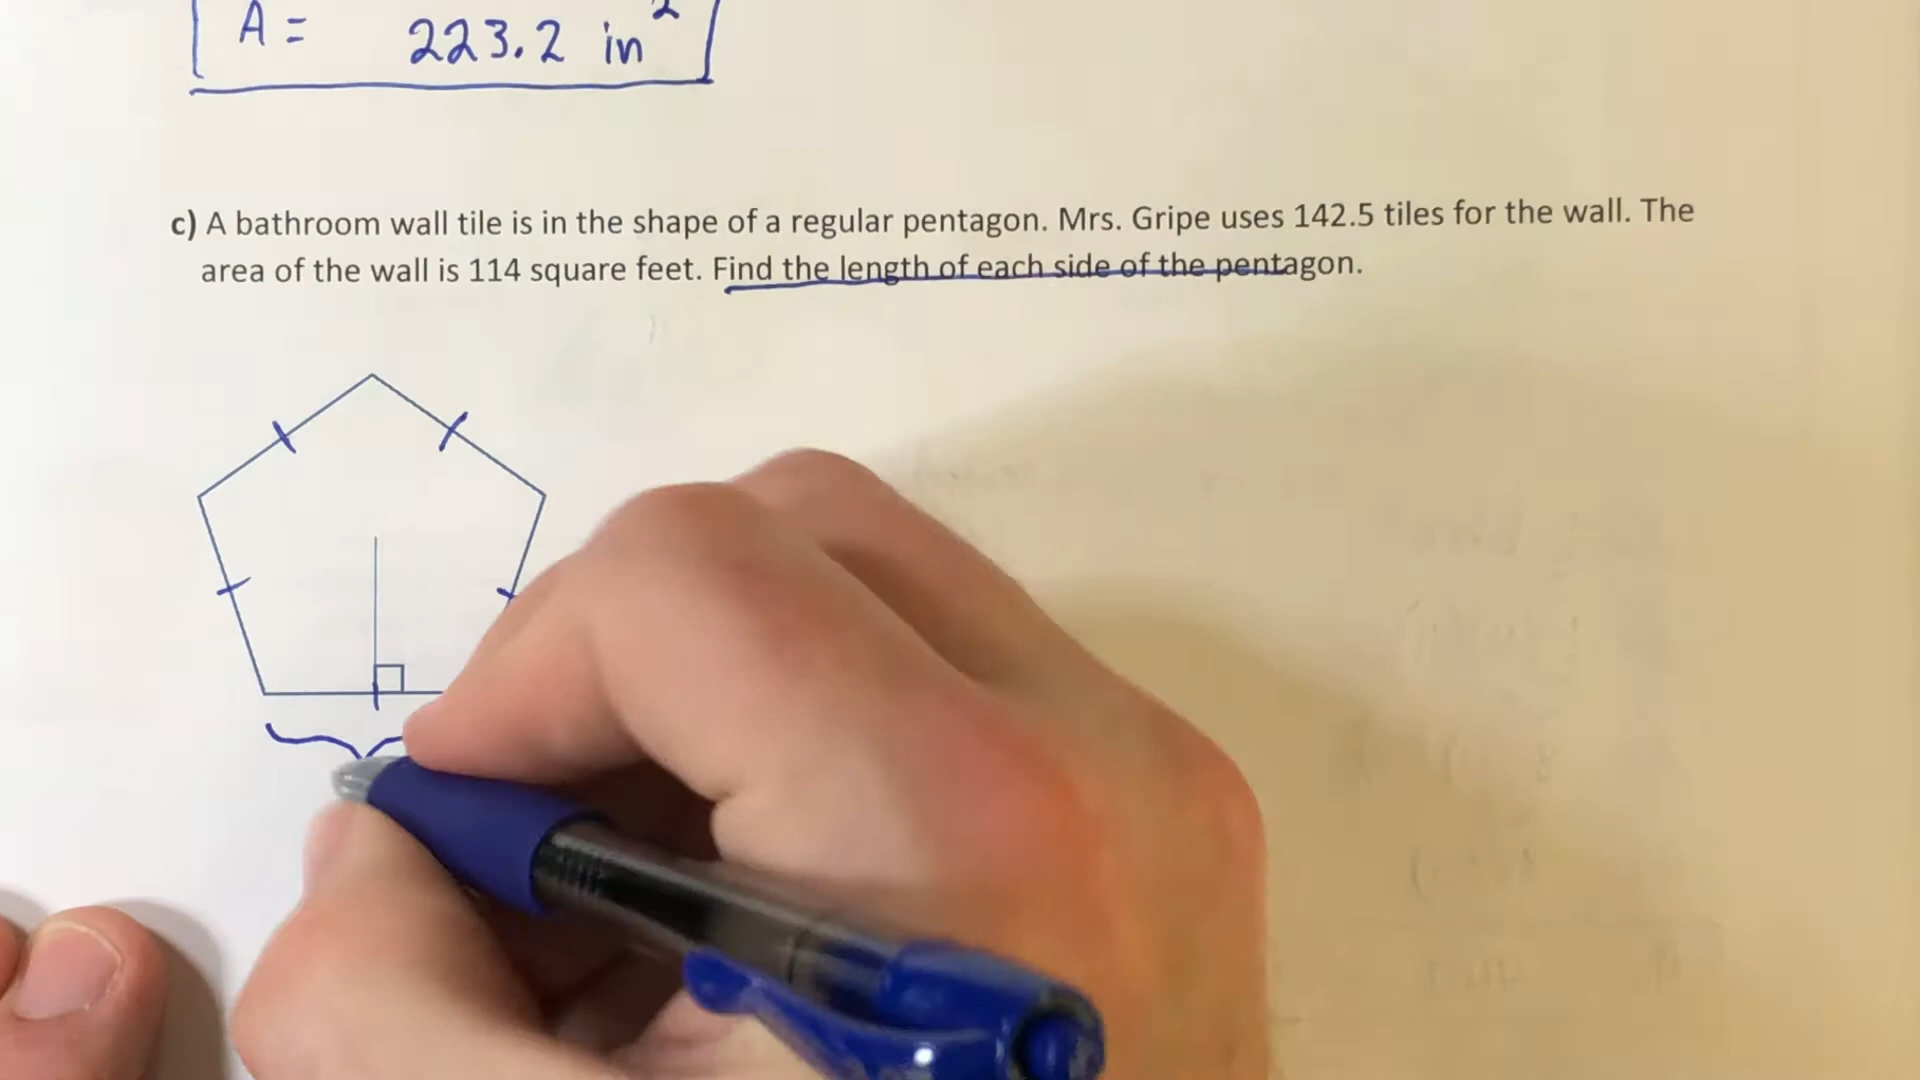 A = 223.2 in²
c) A bathroom wall tile is in the shape of a regular pentagon. Mrs. Gripe uses 142.5 tiles for the wall. The
area of the wall is 114 square feet. Find the length of each side of the pentagon.